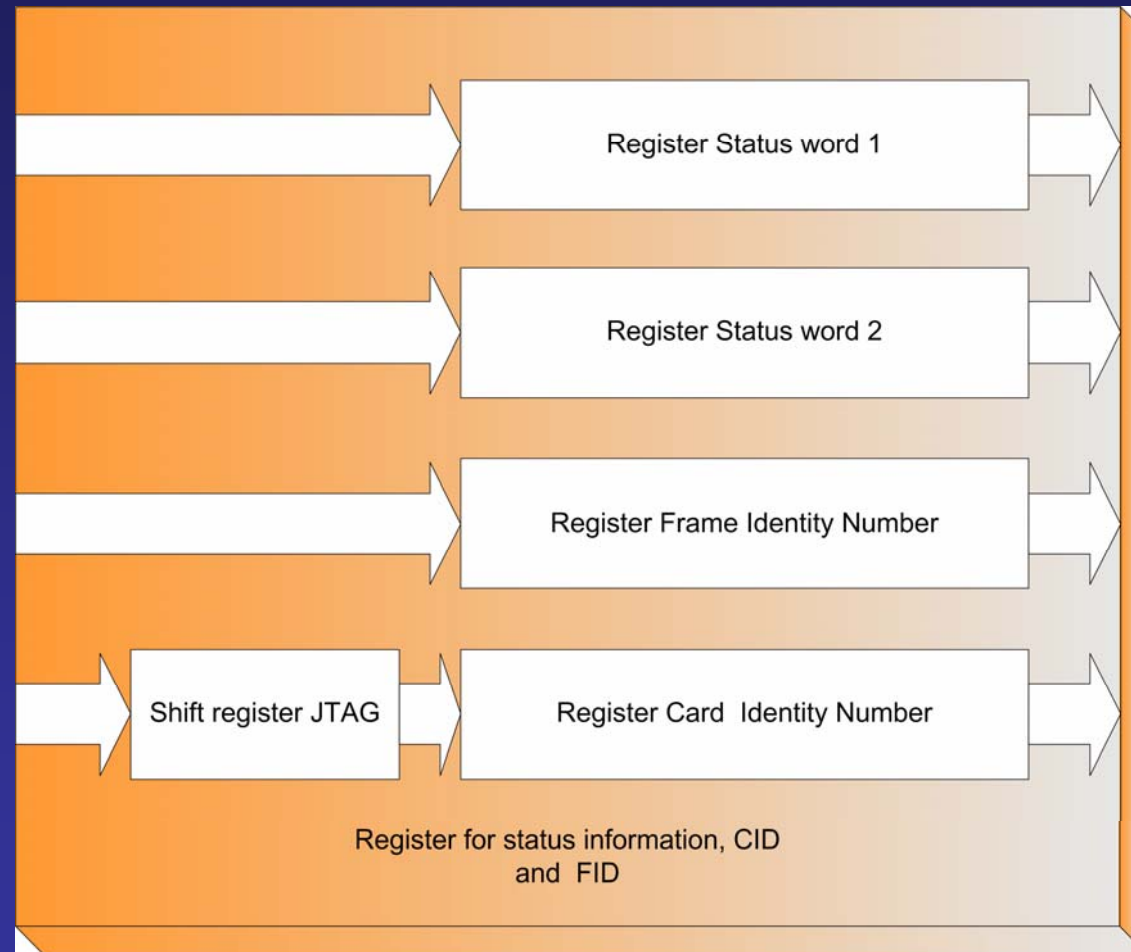 Register Status word 1
Register Status word 2
Register Frame Identity Number
Shift register JTAG
Register Card Identity Number
Register for status information, CID
and FID